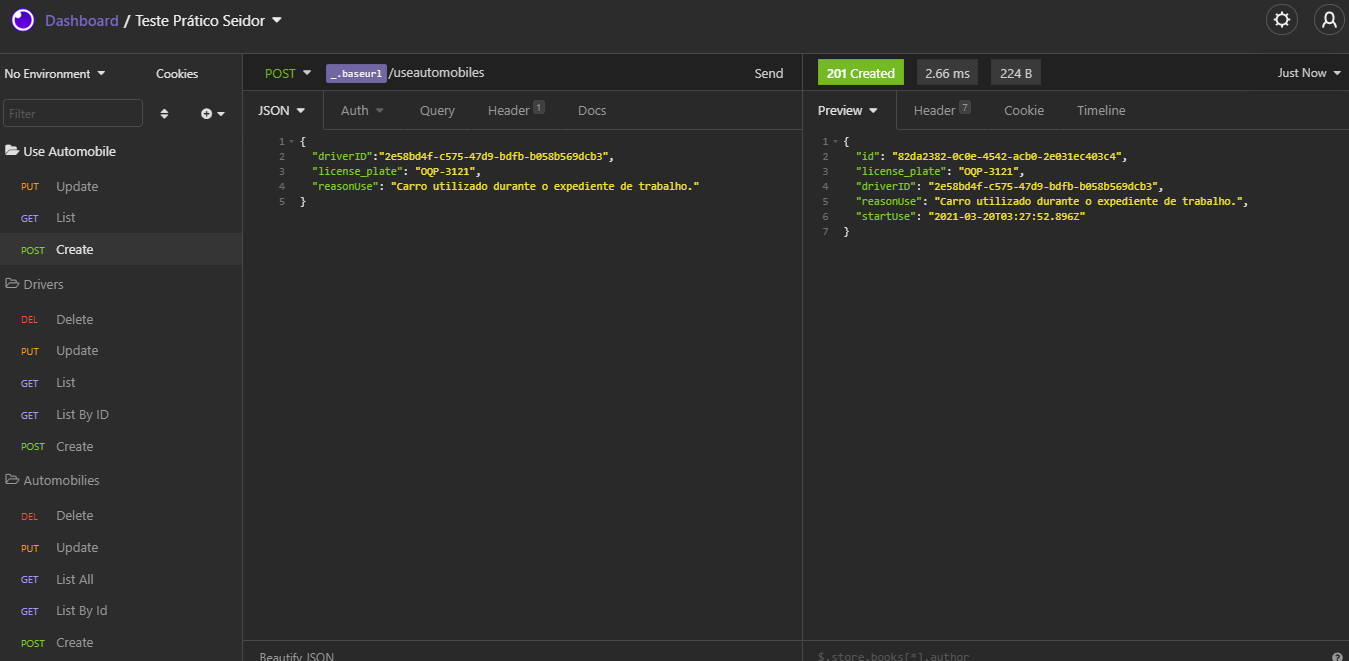 Dashboard / Teste Prático Seidor
No Environment
Cookies
Filter
Use Automobile
PUT Update
GET List
POST Create
Drivers
DEL Delete
PUT Update
GET List
GET List By ID
POST Create
Automobilies
DEL Delete
PUT Update
GET List All
GET List By Id
POST Create
POST _.baseurl /useautomobiles Send
JSON Auth Query Header 1 Docs
1 {
2 "driverID":"2e58bd4f-c575-47d9-bdfb-b058b569dcb3",
3 "license_plate": "OQP-3121",
4 "reasonUse": "Carro utilizado durante o expediente de trabalho."
5 }
Beautify JSON
201 Created 2.66 ms 224 B Just Now
Preview Header 7 Cookie Timeline
1 {
2 "id": "82da2382-0c0e-4542-acb0-2e031ec403c4",
3 "license_plate": "OQP-3121",
4 "driverID": "2e58bd4f-c575-47d9-bdfb-b058b569dcb3",
5 "reasonUse": "Carro utilizado durante o expediente de trabalho.",
6 "startUse": "2021-03-20T03:27:52.896Z"
7 }
$.store.books[*].author